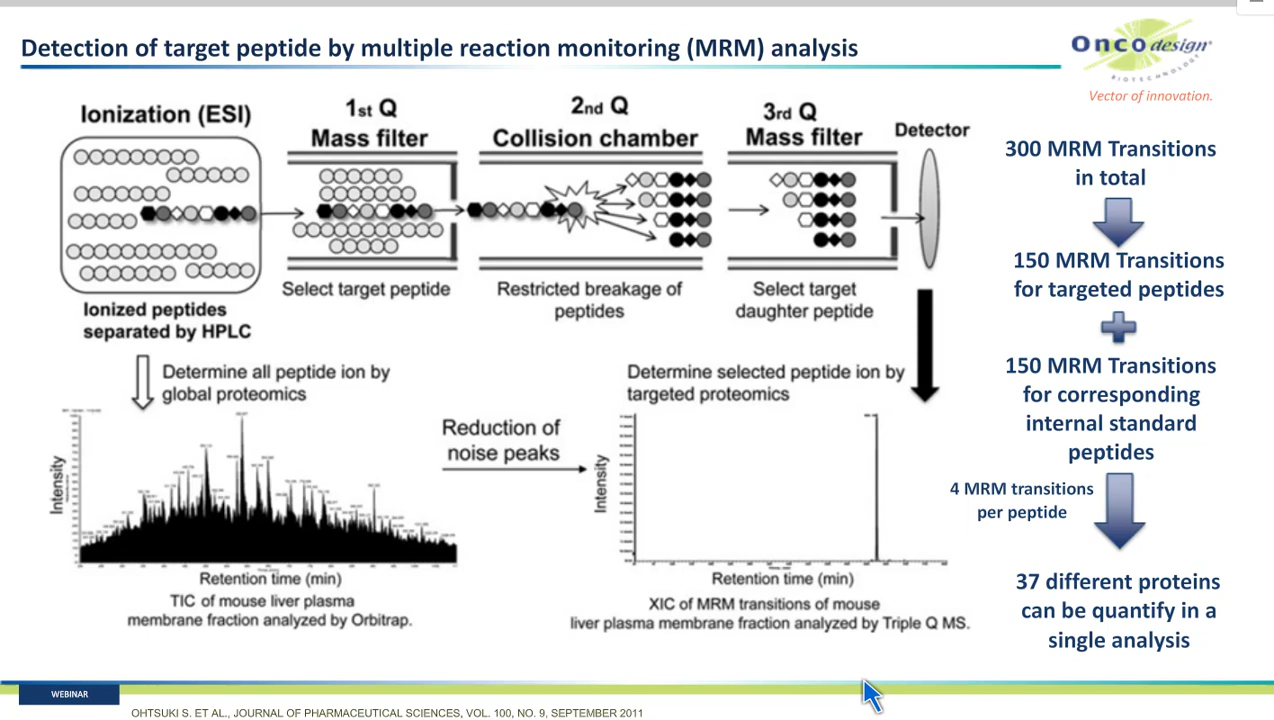 Detection of target peptide by multiple reaction monitoring (MRM) analysis
Oncodesign
BIOTECHNOLOGY
Vector of innovation.
Ionization (ESI)
1st Q
Mass filter
2nd Q
Collision chamber
3rd Q
Mass filter
Detector
Select target peptide
Restricted breakage of
peptides
Select target
daughter peptide
Ionized peptides
separated by HPLC
Determine all peptide ion by
global proteomics
Determine selected peptide ion by
targeted proteomics
Reduction of
noise peaks
Intensity
Retention time (min)
TIC of mouse liver plasma
membrane fraction analyzed by Orbitrap.
Intensity
Retention time (min)
XIC of MRM transitions of mouse
liver plasma membrane fraction analyzed by Triple Q MS.
300 MRM Transitions
in total
150 MRM Transitions
for targeted peptides
150 MRM Transitions
for corresponding
internal standard
peptides
4 MRM transitions
per peptide
37 different proteins
can be quantify in a
single analysis
WEBINAR
OHTSUKI S. ET AL., JOURNAL OF PHARMACEUTICAL SCIENCES, VOL. 100, NO. 9, SEPTEMBER 2011